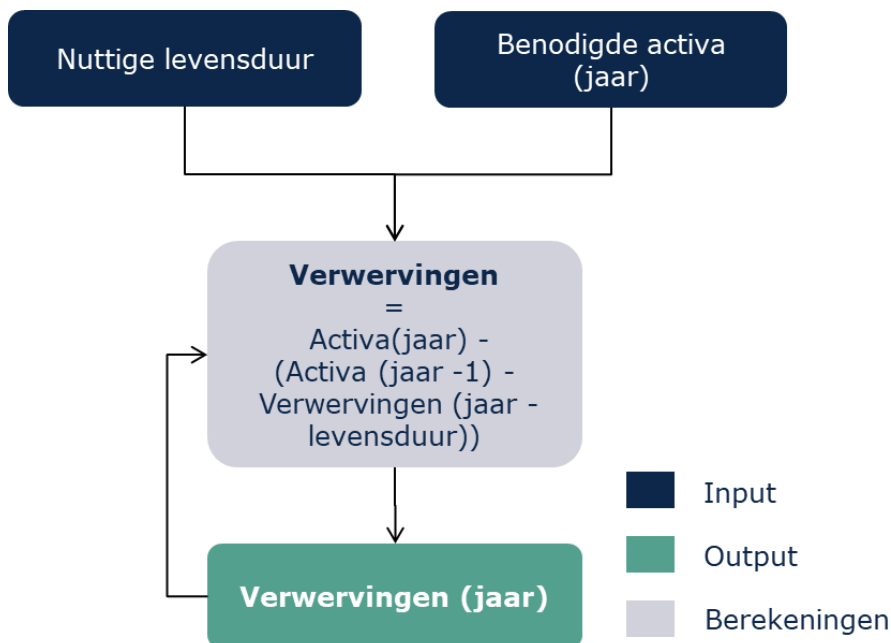 Nuttige levensduur
Benodigde activa
(jaar)
Verwervingen
=
Activa(jaar) -
(Activa (jaar -1) -
Verwervingen (jaar -
levensduur))
Verwervingen (jaar)
Input
Output
Berekeningen